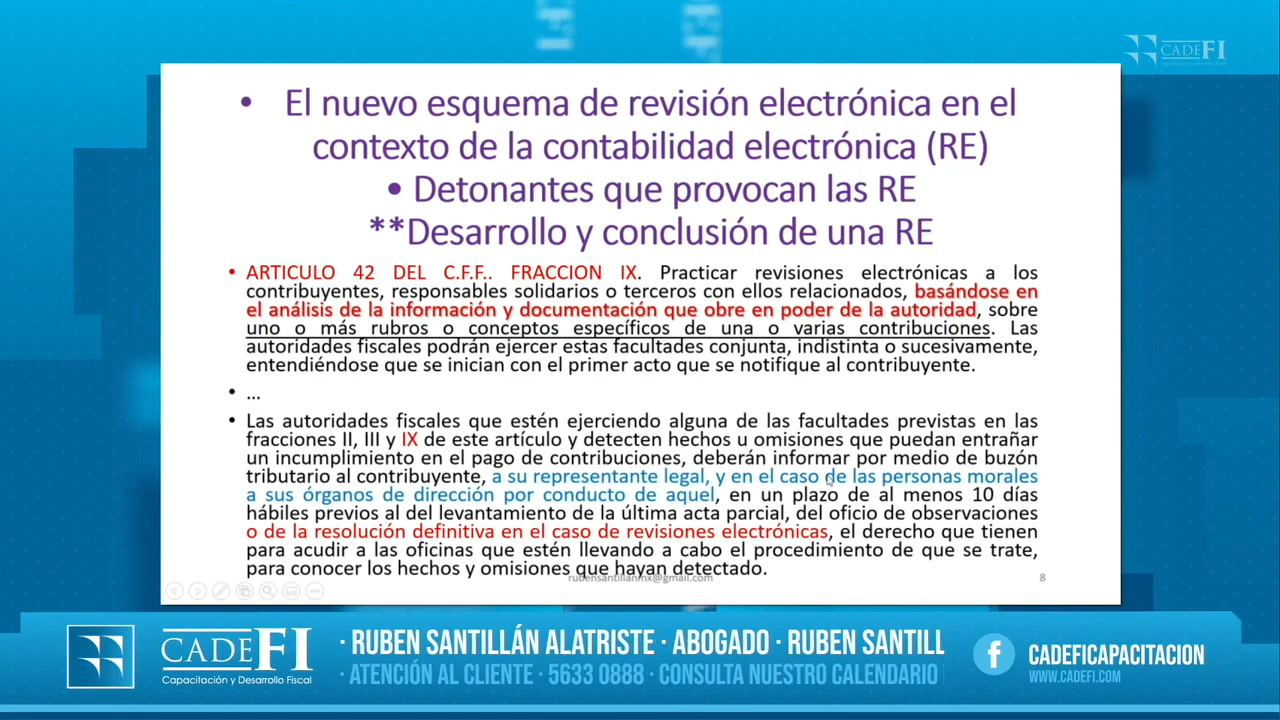 CADEFI
• El nuevo esquema de revisión electrónica en el
contexto de la contabilidad electrónica (RE)
• Detonantes que provocan las RE
**Desarrollo y conclusión de una RE
• ARTICULO 42 DEL C.F.F.. FRACCION IX. Practicar revisiones electrónicas a los
contribuyentes, responsables solidarios o terceros con ellos relacionados, basándose en
el análisis de la información y documentación que obre en poder de la autoridad, sobre
uno o más rubros o conceptos específicos de una o varias contribuciones. Las
autoridades fiscales podrán ejercer estas facultades conjunta, indistinta o sucesivamente,
entendiéndose que se inician con el primer acto que se notifique al contribuyente.
• ...
• Las autoridades fiscales que estén ejerciendo alguna de las facultades previstas en las
fracciones II, III y IX de este artículo y detecten hechos u omisiones que puedan entrañar
un incumplimiento en el pago de contribuciones, deberán informar por medio de buzón
tributario al contribuyente, a su representante legal, y en el caso de las personas morales
a sus órganos de dirección por conducto de aquel, en un plazo de al menos 10 días
hábiles previos al del levantamiento de la última acta parcial, del oficio de observaciones
o de la resolución definitiva en el caso de revisiones electrónicas, el derecho que tienen
para acudir a las oficinas que estén llevando a cabo el procedimiento de que se trate,
para conocer los hechos y omisiones que hayan detectado.
rubensantillanmx@gmail.com
8
CADEFI
Capacitación y Desarrollo Fiscal
· RUBEN SANTILLÁN ALATRISTE · ABOGADO · RUBEN SANTILL
· ATENCIÓN AL CLIENTE · 5633 0888 · CONSULTA NUESTRO CALENDARIO
f
CADEFICAPACITACION
WWW.CADEFI.COM